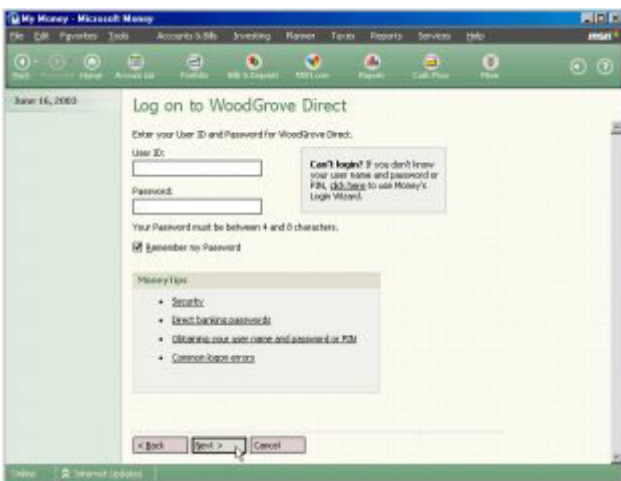 My Money - Microsoft Money
File Edit Favorites Tools Accounts & Bills Investing Planner Taxes Reports Services Help msn
Back Home Account List Portfolio Bills & Deposits MSN.com Reports Cash Flow More
June 16, 2003
Log on to WoodGrove Direct
Enter your User ID and Password for WoodGrove Direct.
User ID:
Can't login? If you don't know
your user name and password or
PIN, click here to use Money's
Login Wizard.
Password:
Your Password must be between 4 and 8 characters.
Remember my Password
MoneyTips
Security
Direct banking passwords
Obtaining your user name and password or PIN
Common logon errors
< Back Next > Cancel
Online Internet Updates